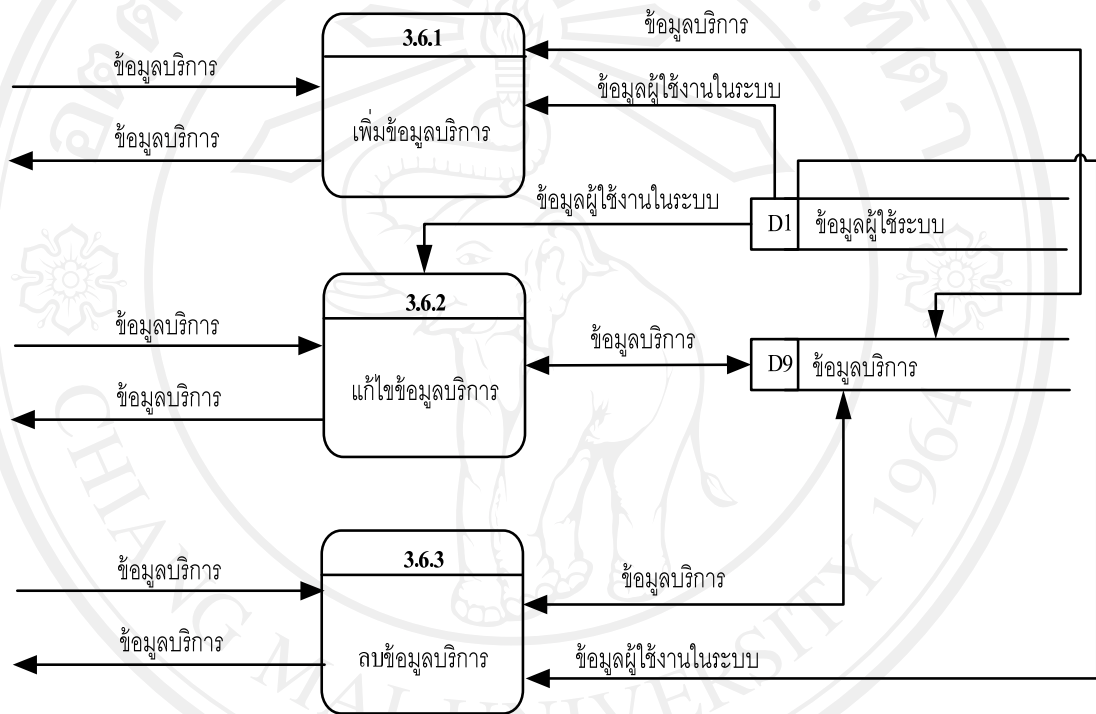 3.6.1
ข้อมูลบริการ
ข้อมูลบริการ
ข้อมูลผู้ใช้งานในระบบ
เพิ่มข้อมูลบริการ
ข้อมูลบริการ
ข้อมูลผู้ใช้งานในระบบ
D1
ข้อมูลผู้ใช้ระบบ
3.6.2
ข้อมูลบริการ
ข้อมูลบริการ
D9
ข้อมูลบริการ
แก้ไขข้อมูลบริการ
ข้อมูลบริการ
3.6.3
ข้อมูลบริการ
ข้อมูลบริการ
ข้อมูลบริการ
ลบข้อมูลบริการ
ข้อมูลผู้ใช้งานในระบบ
CHIANG MAI UNIVERSITY 1964